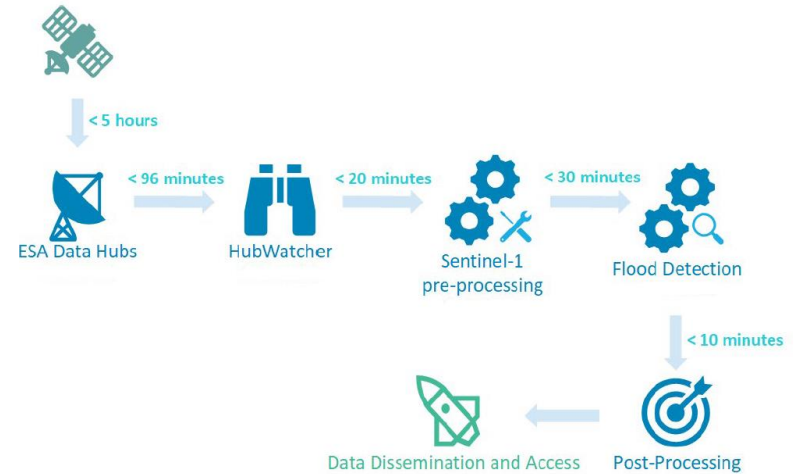 < 5 hours
< 96 minutes
< 20 minutes
< 30 minutes
ESA Data Hubs
HubWatcher
Sentinel-1
pre-processing
Flood Detection
< 10 minutes
Data Dissemination and Access
Post-Processing